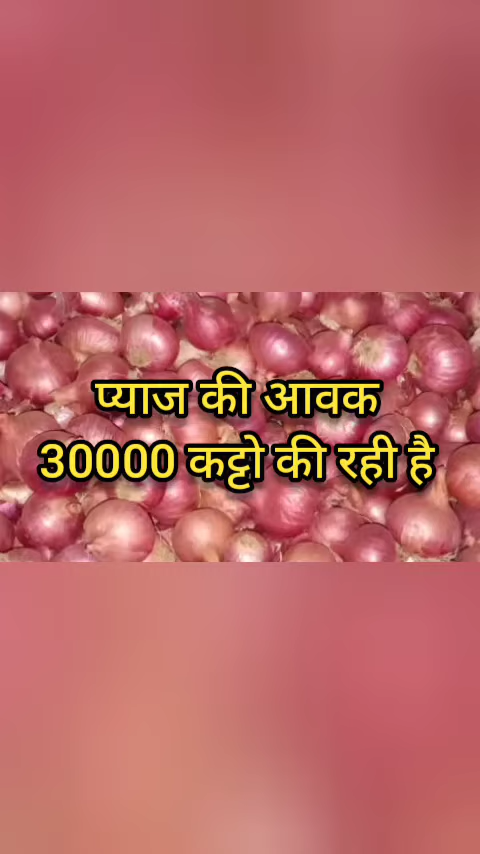 प्याज की आवक
30000 कट्टो की रही है